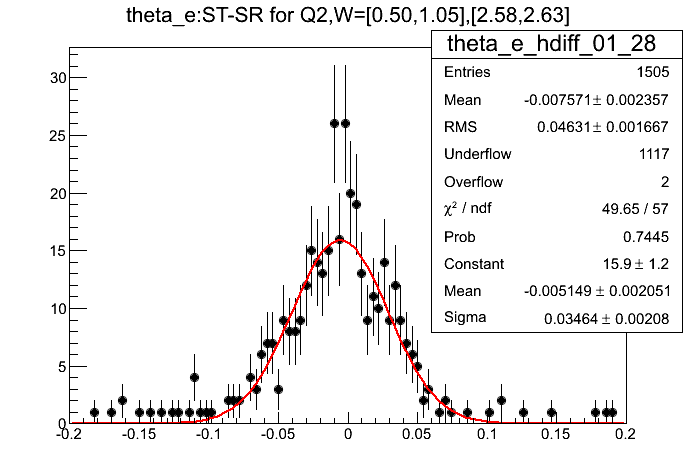 theta_e:ST-SR for Q2,W=[0.50,1.05],[2.58,2.63]
theta_e_hdiff_01_28
Entries 1505
Mean -0.007571 ± 0.002357
RMS 0.04631 ± 0.001667
Underflow 1117
Overflow 2
χ² / ndf 49.65 / 57
Prob 0.7445
Constant 15.9 ± 1.2
Mean -0.005149 ± 0.002051
Sigma 0.03464 ± 0.00208
30
25
20
15
10
5
0
-0.2 -0.15 -0.1 -0.05 0 0.05 0.1 0.15 0.2